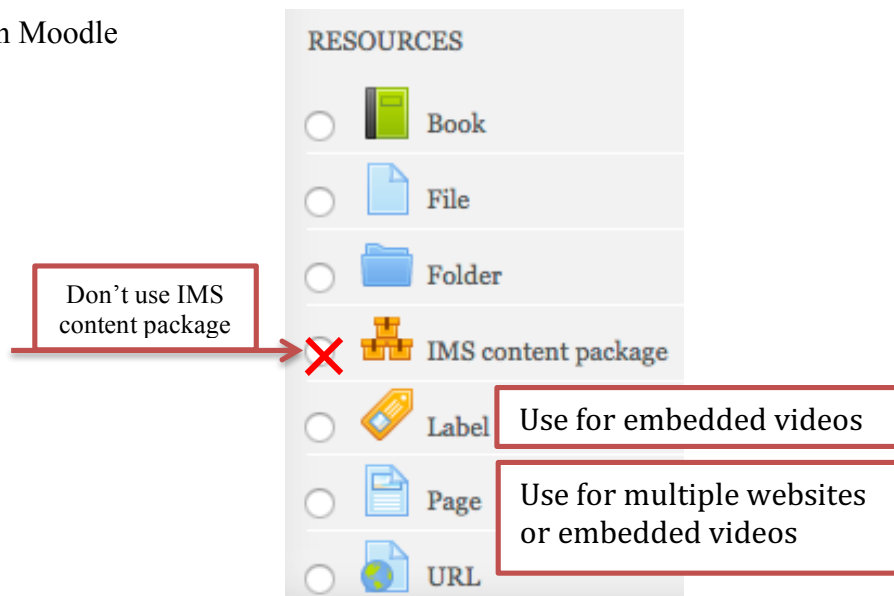 n Moodle
RESOURCES
Book
File
Folder
Don’t use IMS
content package
IMS content package
Label
Use for embedded videos
Page
Use for multiple websites
or embedded videos
URL